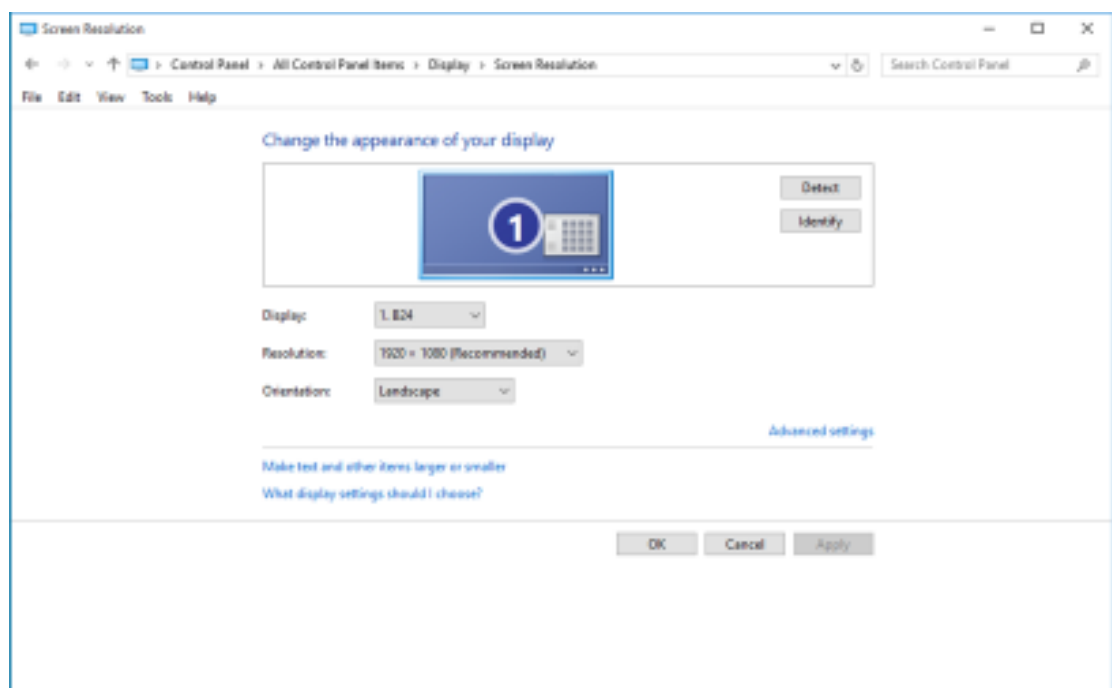 Screen Resolution
Control Panel › All Control Panel Items › Display › Screen Resolution
Search Control Panel
File Edit View Tools Help
Change the appearance of your display
1
Detect
Identify
Display: 1. B24
Resolution: 1920 × 1080 (Recommended)
Orientation: Landscape
Advanced settings
Make text and other items larger or smaller
What display settings should I choose?
OK Cancel Apply